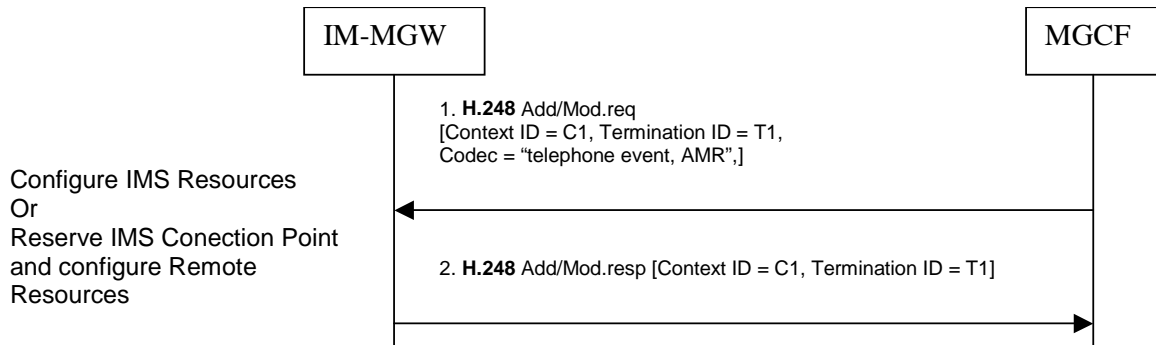 IM-MGW
MGCF
1. H.248 Add/Mod.req
[Context ID = C1, Termination ID = T1,
Codec = “telephone event, AMR”,]
Configure IMS Resources
Or
Reserve IMS Conection Point
and configure Remote
Resources
2. H.248 Add/Mod.resp [Context ID = C1, Termination ID = T1]